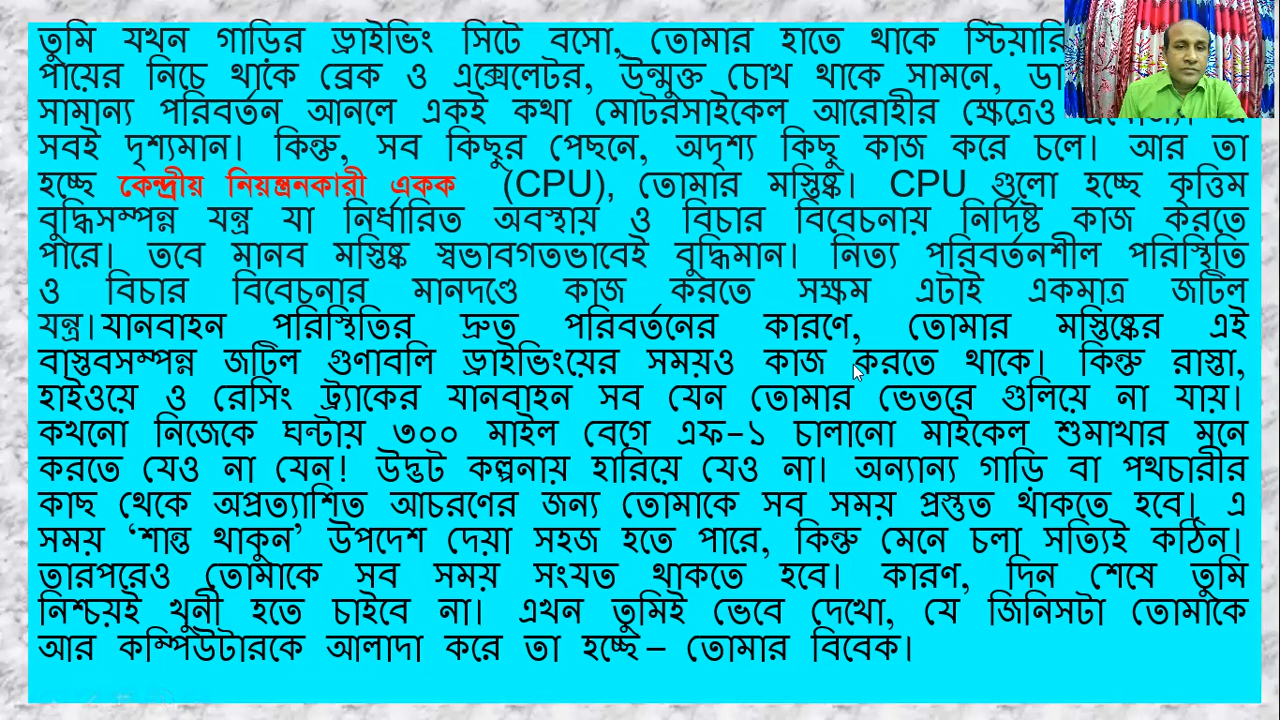 তুমি যখন গাড়ির ড্রাইভিং সিটে বসো, তোমার হাতে থাকে
পায়ের নিচে থাকে ব্রেক ও এক্সেলেটর, উন্মুক্ত চোখ থাকে সামনে,
সামান্য পরিবর্তন আনলে একই কথা মোটরসাইকেল আরোহীর ক্ষেত্রেও
সবই দৃশ্যমান। কিন্তু, সব কিছুর পেছনে, অদৃশ্য কিছু কাজ করে চলে। আর তা
হচ্ছে কেন্দ্রীয় নিয়ন্ত্রনকারী একক (CPU), তোমার মস্তিষ্ক। CPU গুলো হচ্ছে কৃত্তিম
বুদ্ধিসম্পন্ন যন্ত্র যা নির্ধারিত অবস্থায় ও বিচার বিবেচনায় নির্দিষ্ট কাজ করতে
পারে। তবে মানব মস্তিষ্ক স্বভাবগতভাবেই বুদ্ধিমান। নিত্য পরিবর্তনশীল পরিস্থিতি
ও বিচার বিবেচনার মানদণ্ডে কাজ করতে সক্ষম এটাই একমাত্র জটিল
যন্ত্র। যানবাহন পরিস্থিতির দ্রুত পরিবর্তনের কারণে, তোমার মস্তিষ্কের এই
বাস্তবসম্পন্ন জটিল গুণাবলি ড্রাইভিংয়ের সময়ও কাজ করতে থাকে। কিন্তু রাস্তা,
হাইওয়ে ও রেসিং ট্র্যাকের যানবাহন সব যেন তোমার ভেতরে গুলিয়ে না যায়।
কখনো নিজেকে ঘন্টায় ৩০০ মাইল বেগে এফ–১ চালানো মাইকেল শুমাখার মনে
করতে যেও না যেন! উদ্ভট কল্পনায় হারিয়ে যেও না। অন্যান্য গাড়ি বা পথচারীর
কাছ থেকে অপ্রত্যাশিত আচরণের জন্য তোমাকে সব সময় প্রস্তুত থাকতে হবে। এ
সময় ‘শান্ত থাকুন’ উপদেশ দেয়া সহজ হতে পারে, কিন্তু মেনে চলা সত্যিই কঠিন।
তারপরেও তোমাকে সব সময় সংযত থাকতে হবে। কারণ, দিন শেষে তুমি
নিশ্চয়ই খুনী হতে চাইবে না। এখন তুমিই ভেবে দেখো, যে জিনিসটা তোমাকে
আর কম্পিউটারকে আলাদা করে তা হচ্ছে – তোমার বিবেক।